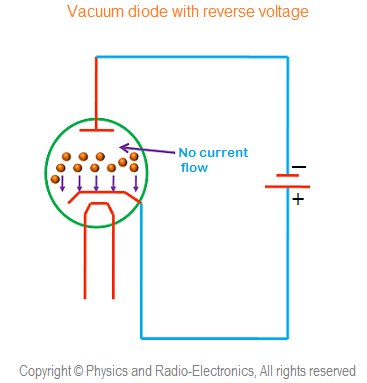 Vacuum diode with reverse voltage
No current
flow
−
+
Copyright © Physics and Radio-Electronics, All rights reserved